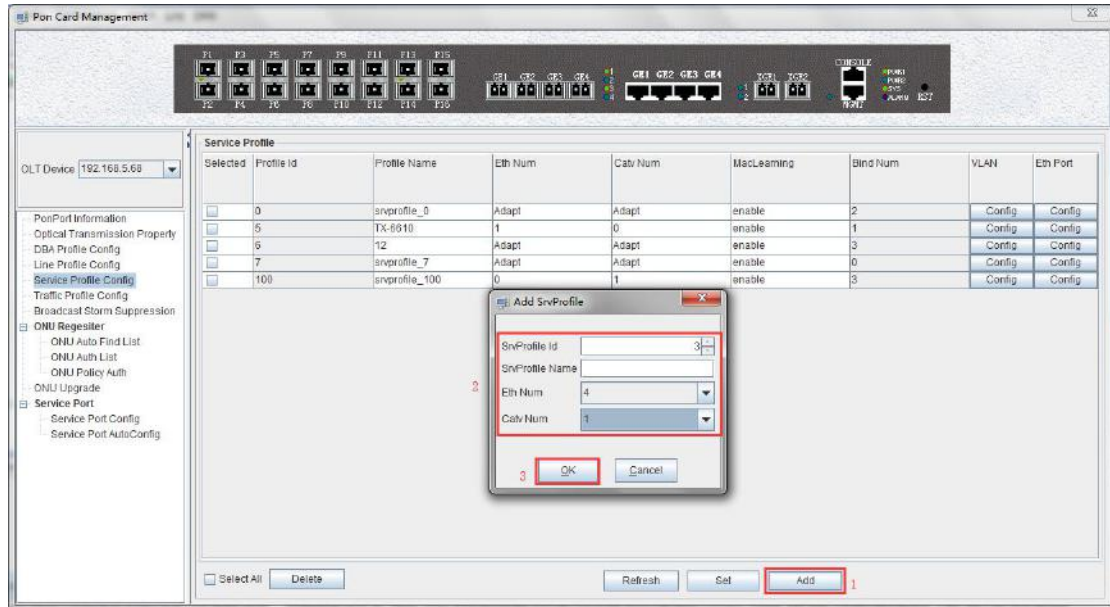 Pon Card Management
P1 P3 P5 P7 P9 P11 P13 P15
P2 P4 P6 P8 P10 P12 P14 P16
GE1 GE2 GE3 GE4
GE1 GE2 GE3 GE4
XGE1 XGE2
CONSOLE
MGMT
PWR1
PWR2
SYS
ALARM
RST
OLT Device 192.168.5.68
PonPort Information
Optical Transmission Property
DBA Profile Config
Line Profile Config
Service Profile Config
Traffic Profile Config
Broadcast Storm Suppression
ONU Regesiter
ONU Auto Find List
ONU Auth List
ONU Policy Auth
ONU Upgrade
Service Port
Service Port Config
Service Port AutoConfig
Service Profile
Selected Profile Id Profile Name Eth Num Catv Num MacLearning Bind Num VLAN Eth Port
0 srvprofile_0 Adapt Adapt enable 2 Config Config
5 TX-6610 1 0 enable 1 Config Config
6 12 Adapt Adapt enable 3 Config Config
7 srvprofile_7 Adapt Adapt enable 0 Config Config
100 srvprofile_100 0 1 enable 3 Config Config
Add SrvProfile
SrvProfile Id 3
SrvProfile Name
2
Eth Num 4
Catv Num 1
3 OK Cancel
Select All Delete Refresh Set Add 1